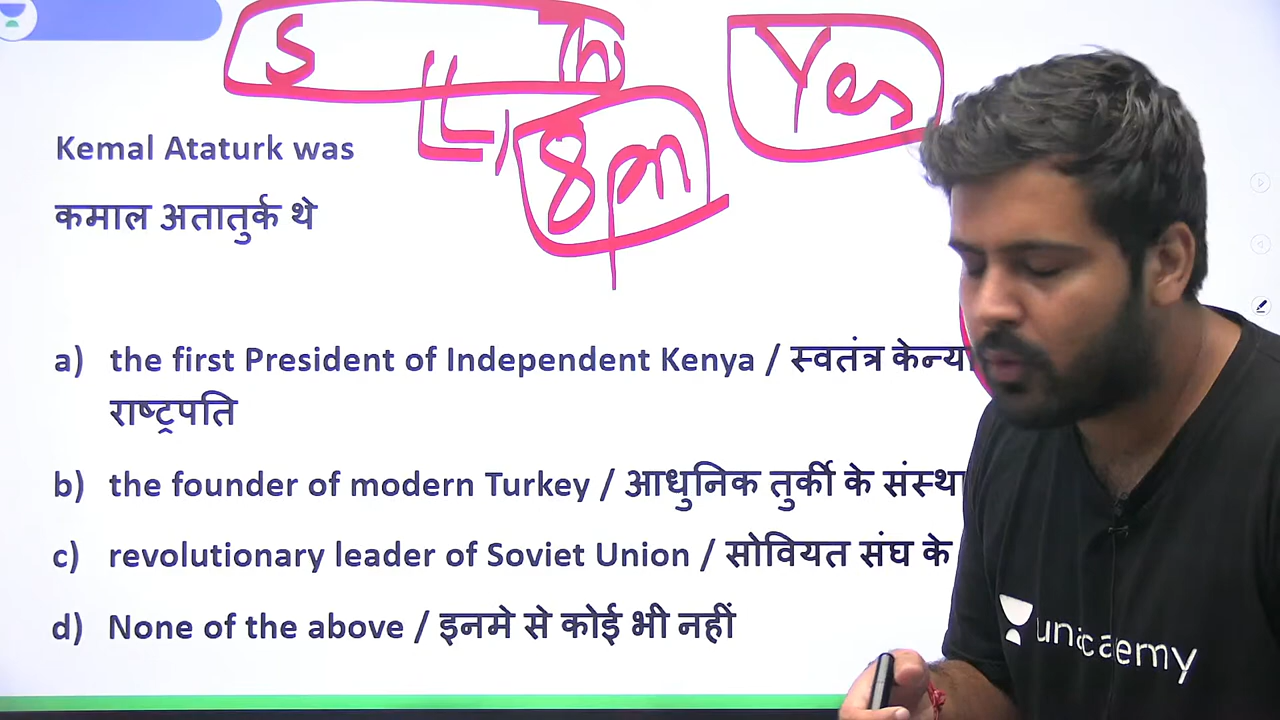 S Th Yes
8pm
Kemal Ataturk was
कमाल अतातुर्क थे
a) the first President of Independent Kenya / स्वतंत्र केन्या
राष्ट्रपति
b) the founder of modern Turkey / आधुनिक तुर्की के संस्था
c) revolutionary leader of Soviet Union / सोवियत संघ के
d) None of the above / इनमे से कोई भी नहीं
unacademy